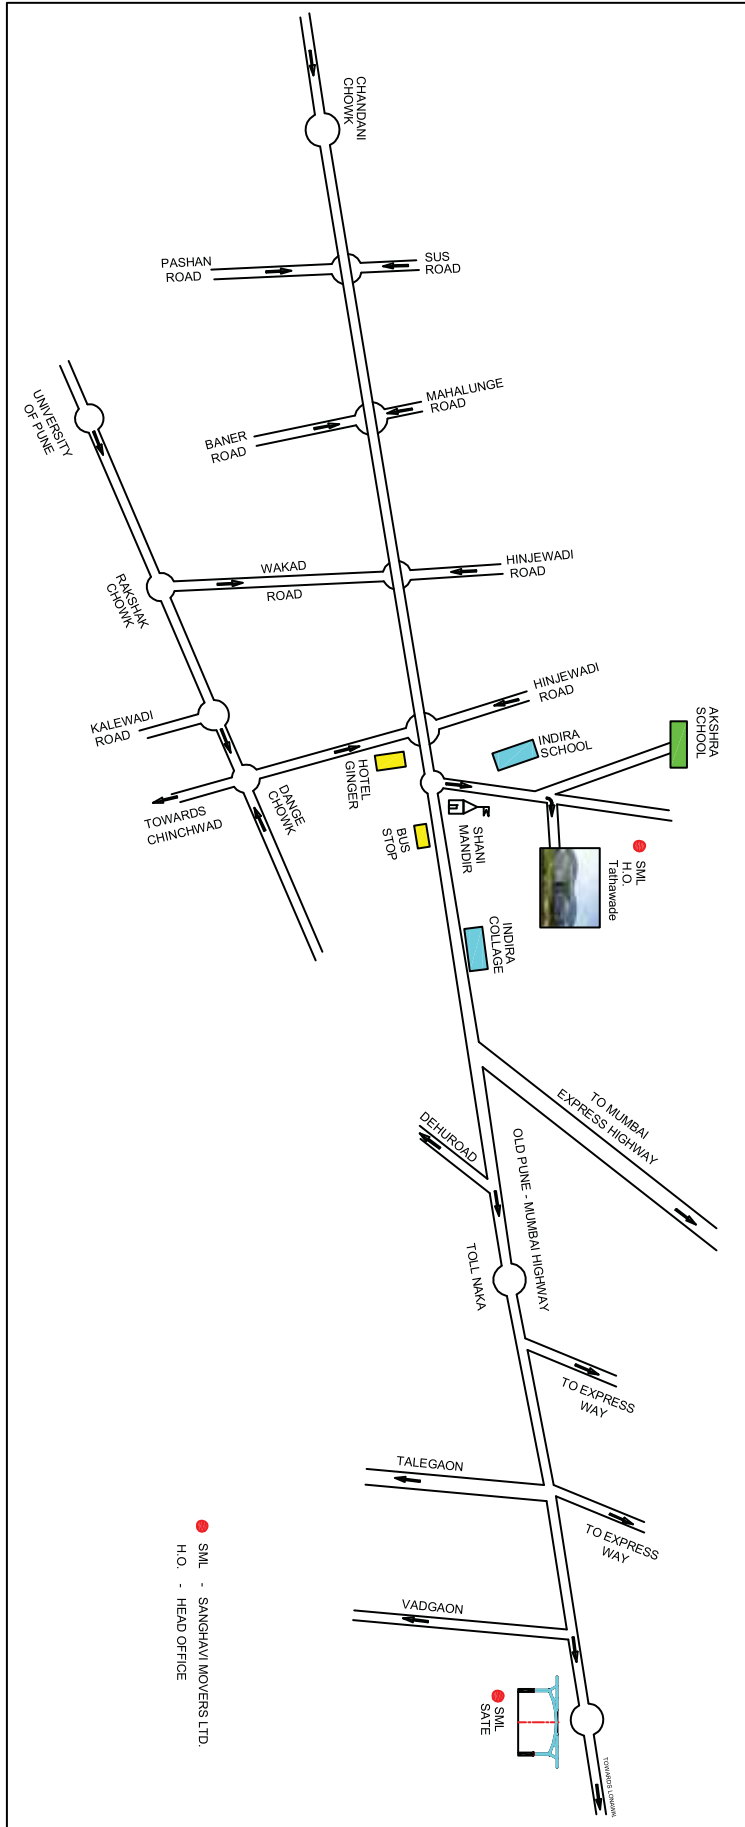 CHANDANI
CHOWK
PASHAN
ROAD
SUS
ROAD
UNIVERSITY
OF PUNE
BANER
ROAD
MAHALUNGE
ROAD
RAKSHAK
CHOWK
WAKAD
ROAD
HINJEWADI
ROAD
KALEWADI
ROAD
HINJEWADI
ROAD
INDIRA
SCHOOL
AKSHRA
SCHOOL
TOWARDS
CHINCHWAD
DANGE
CHOWK
HOTEL
GINGER
BUS
STOP
SHANI
MANDIR
SML
H.O.
Tathawade
INDIRA
COLLAGE
TO MUMBAI
EXPRESS HIGHWAY
DEHUROAD
OLD PUNE - MUMBAI HIGHWAY
TOLL NAKA
TO EXPRESS
WAY
TALEGAON
TO EXPRESS
WAY
VADGAON
SML
SATE
TOWARDS LONAWAL
SML - SANGHAVI MOVERS LTD.
H.O. - HEAD OFFICE